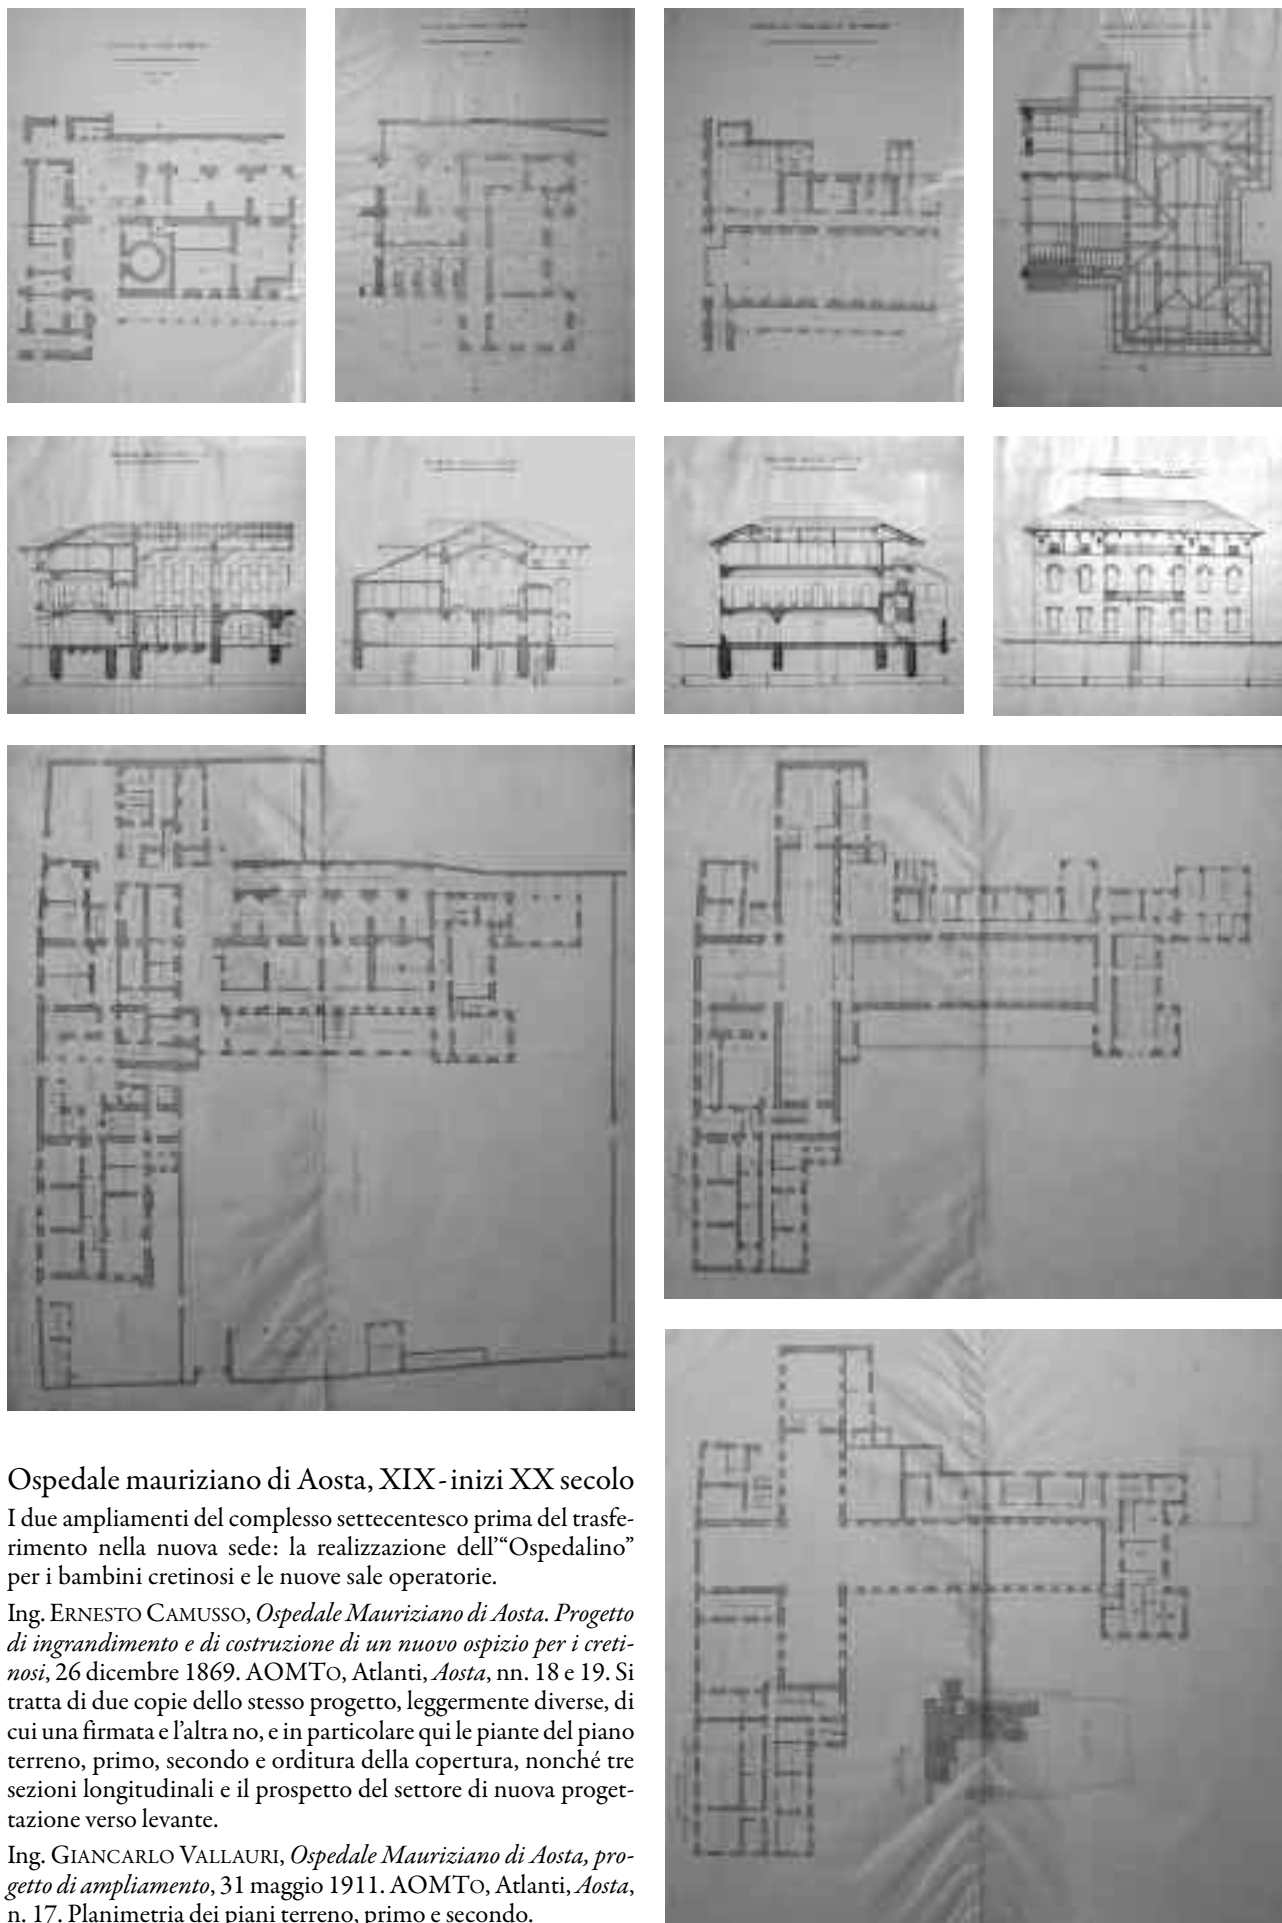 Ospedale mauriziano di Aosta, XIX-inizi XX secolo
I due ampliamenti del complesso settecentesco prima del trasfe-
rimento nella nuova sede: la realizzazione dell’“Ospedalino”
per i bambini cretinosi e le nuove sale operatorie.
Ing. ERNESTO CAMUSSO, Ospedale Mauriziano di Aosta. Progetto
di ingrandimento e di costruzione di un nuovo ospizio per i creti-
nosi, 26 dicembre 1869. AOMTO, Atlanti, Aosta, nn. 18 e 19. Si
tratta di due copie dello stesso progetto, leggermente diverse, di
cui una firmata e l’altra no, e in particolare qui le piante del piano
terreno, primo, secondo e orditura della copertura, nonché tre
sezioni longitudinali e il prospetto del settore di nuova proget-
tazione verso levante.
Ing. GIANCARLO VALLAURI, Ospedale Mauriziano di Aosta, pro-
getto di ampliamento, 31 maggio 1911. AOMTO, Atlanti, Aosta,
n. 17. Planimetria dei piani terreno, primo e secondo.